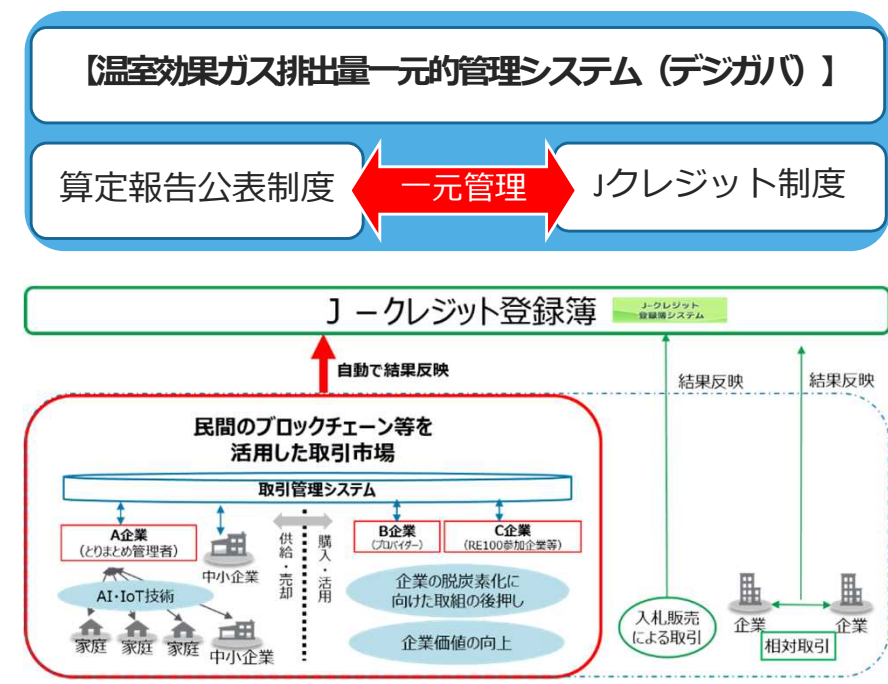 【温室効果ガス排出量一元的管理システム（デジガバ）】
算定報告公表制度
一元管理
Jクレジット制度
J－クレジット登録簿
J-クレジット
登録簿システム
自動で結果反映
結果反映
結果反映
民間のブロックチェーン等を
活用した取引市場
取引管理システム
A企業
（とりまとめ管理者）
中小企業
供給・売却
購入・活用
B企業
（プロバイダー）
C企業
（RE100参加企業等）
AI・IoT技術
家庭
家庭
家庭
中小企業
企業の脱炭素化に
向けた取組の後押し
企業価値の向上
入札販売
による取引
企業
企業
相対取引